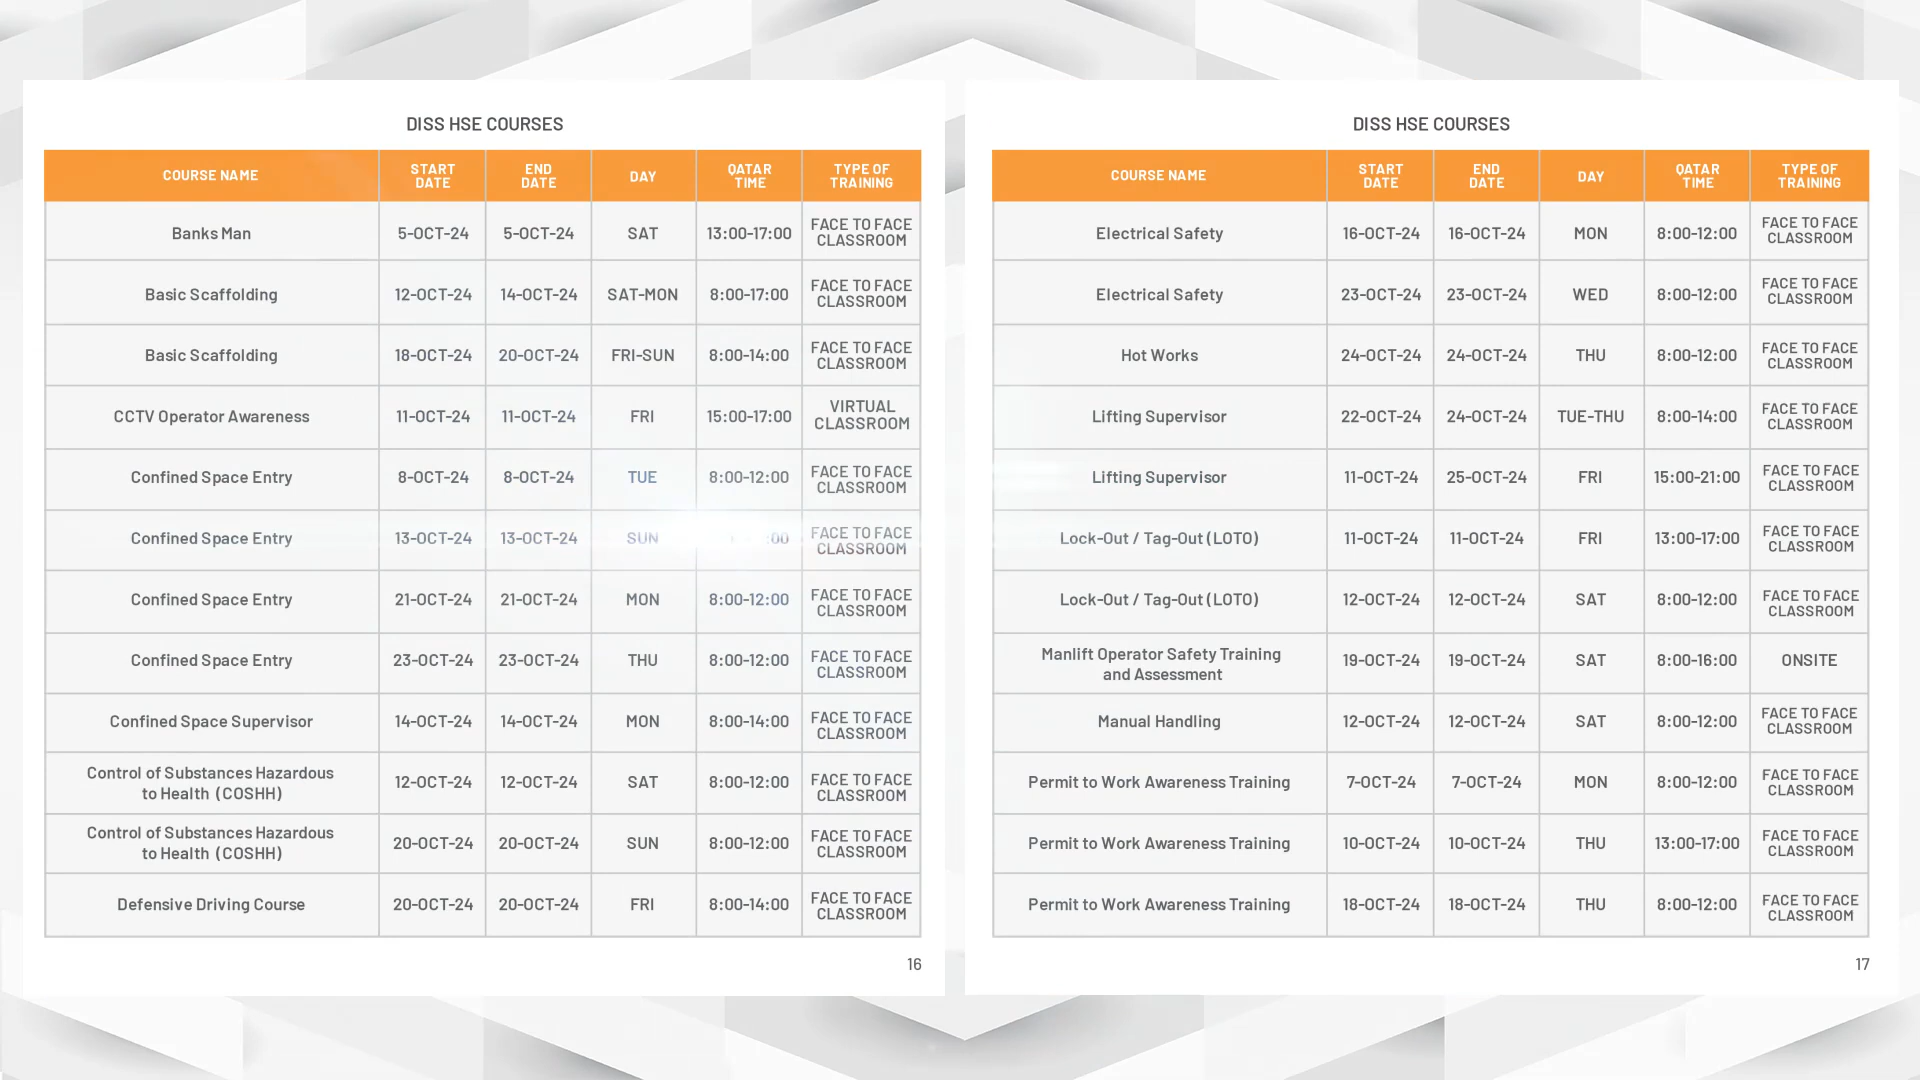 DISS HSE COURSES
COURSE NAME START DATE END DATE DAY QATAR TIME TYPE OF TRAINING
Banks Man 5-OCT-24 5-OCT-24 SAT 13:00-17:00 FACE TO FACE CLASSROOM
Basic Scaffolding 12-OCT-24 14-OCT-24 SAT-MON 8:00-17:00 FACE TO FACE CLASSROOM
Basic Scaffolding 18-OCT-24 20-OCT-24 FRI-SUN 8:00-14:00 FACE TO FACE CLASSROOM
CCTV Operator Awareness 11-OCT-24 11-OCT-24 FRI 15:00-17:00 VIRTUAL CLASSROOM
Confined Space Entry 8-OCT-24 8-OCT-24 TUE 8:00-12:00 FACE TO FACE CLASSROOM
Confined Space Entry 13-OCT-24 13-OCT-24 SUN FACE TO FACE CLASSROOM
Confined Space Entry 21-OCT-24 21-OCT-24 MON 8:00-12:00 FACE TO FACE CLASSROOM
Confined Space Entry 23-OCT-24 23-OCT-24 THU 8:00-12:00 FACE TO FACE CLASSROOM
Confined Space Supervisor 14-OCT-24 14-OCT-24 MON 8:00-14:00 FACE TO FACE CLASSROOM
Control of Substances Hazardous to Health (COSHH) 12-OCT-24 12-OCT-24 SAT 8:00-12:00 FACE TO FACE CLASSROOM
Control of Substances Hazardous to Health (COSHH) 20-OCT-24 20-OCT-24 SUN 8:00-12:00 FACE TO FACE CLASSROOM
Defensive Driving Course 20-OCT-24 20-OCT-24 FRI 8:00-14:00 FACE TO FACE CLASSROOM
16
DISS HSE COURSES
COURSE NAME START DATE END DATE DAY QATAR TIME TYPE OF TRAINING
Electrical Safety 16-OCT-24 16-OCT-24 MON 8:00-12:00 FACE TO FACE CLASSROOM
Electrical Safety 23-OCT-24 23-OCT-24 WED 8:00-12:00 FACE TO FACE CLASSROOM
Hot Works 24-OCT-24 24-OCT-24 THU 8:00-12:00 FACE TO FACE CLASSROOM
Lifting Supervisor 22-OCT-24 24-OCT-24 TUE-THU 8:00-14:00 FACE TO FACE CLASSROOM
Lifting Supervisor 11-OCT-24 25-OCT-24 FRI 15:00-21:00 FACE TO FACE CLASSROOM
Lock-Out / Tag-Out (LOTO) 11-OCT-24 11-OCT-24 FRI 13:00-17:00 FACE TO FACE CLASSROOM
Lock-Out / Tag-Out (LOTO) 12-OCT-24 12-OCT-24 SAT 8:00-12:00 FACE TO FACE CLASSROOM
Manlift Operator Safety Training and Assessment 19-OCT-24 19-OCT-24 SAT 8:00-16:00 ONSITE
Manual Handling 12-OCT-24 12-OCT-24 SAT 8:00-12:00 FACE TO FACE CLASSROOM
Permit to Work Awareness Training 7-OCT-24 7-OCT-24 MON 8:00-12:00 FACE TO FACE CLASSROOM
Permit to Work Awareness Training 10-OCT-24 10-OCT-24 THU 13:00-17:00 FACE TO FACE CLASSROOM
Permit to Work Awareness Training 18-OCT-24 18-OCT-24 THU 8:00-12:00 FACE TO FACE CLASSROOM
17